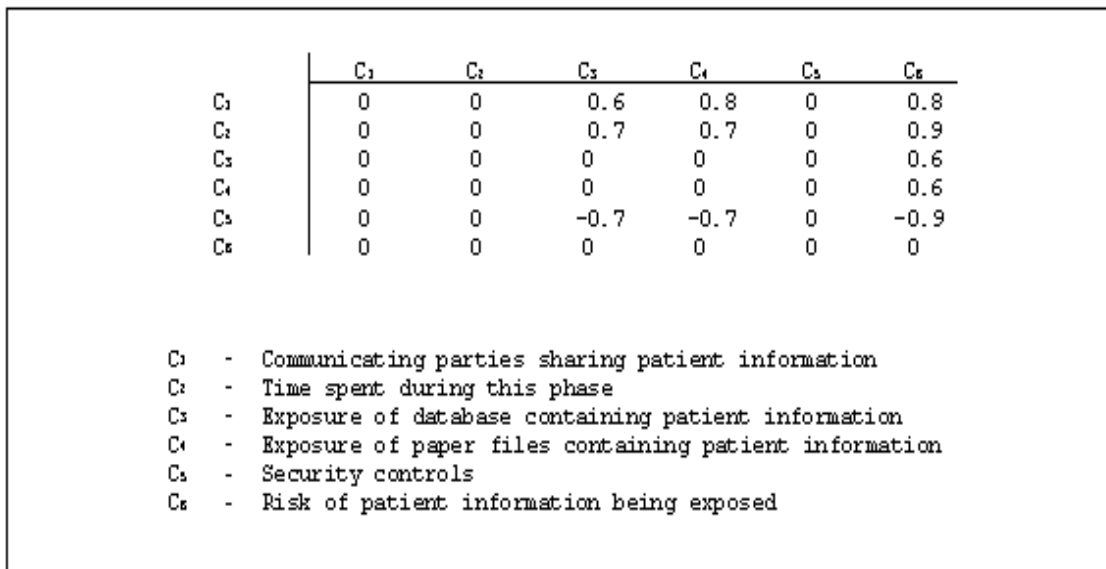 C₁ C₂ C₃ C₄ C₅ C₆
C₁ 0 0 0.6 0.8 0 0.8
C₂ 0 0 0.7 0.7 0 0.9
C₃ 0 0 0 0 0 0.6
C₄ 0 0 0 0 0 0.6
C₅ 0 0 -0.7 -0.7 0 -0.9
C₆ 0 0 0 0 0 0
C₁ - Communicating parties sharing patient information
C₂ - Time spent during this phase
C₃ - Exposure of database containing patient information
C₄ - Exposure of paper files containing patient information
C₅ - Security controls
C₆ - Risk of patient information being exposed